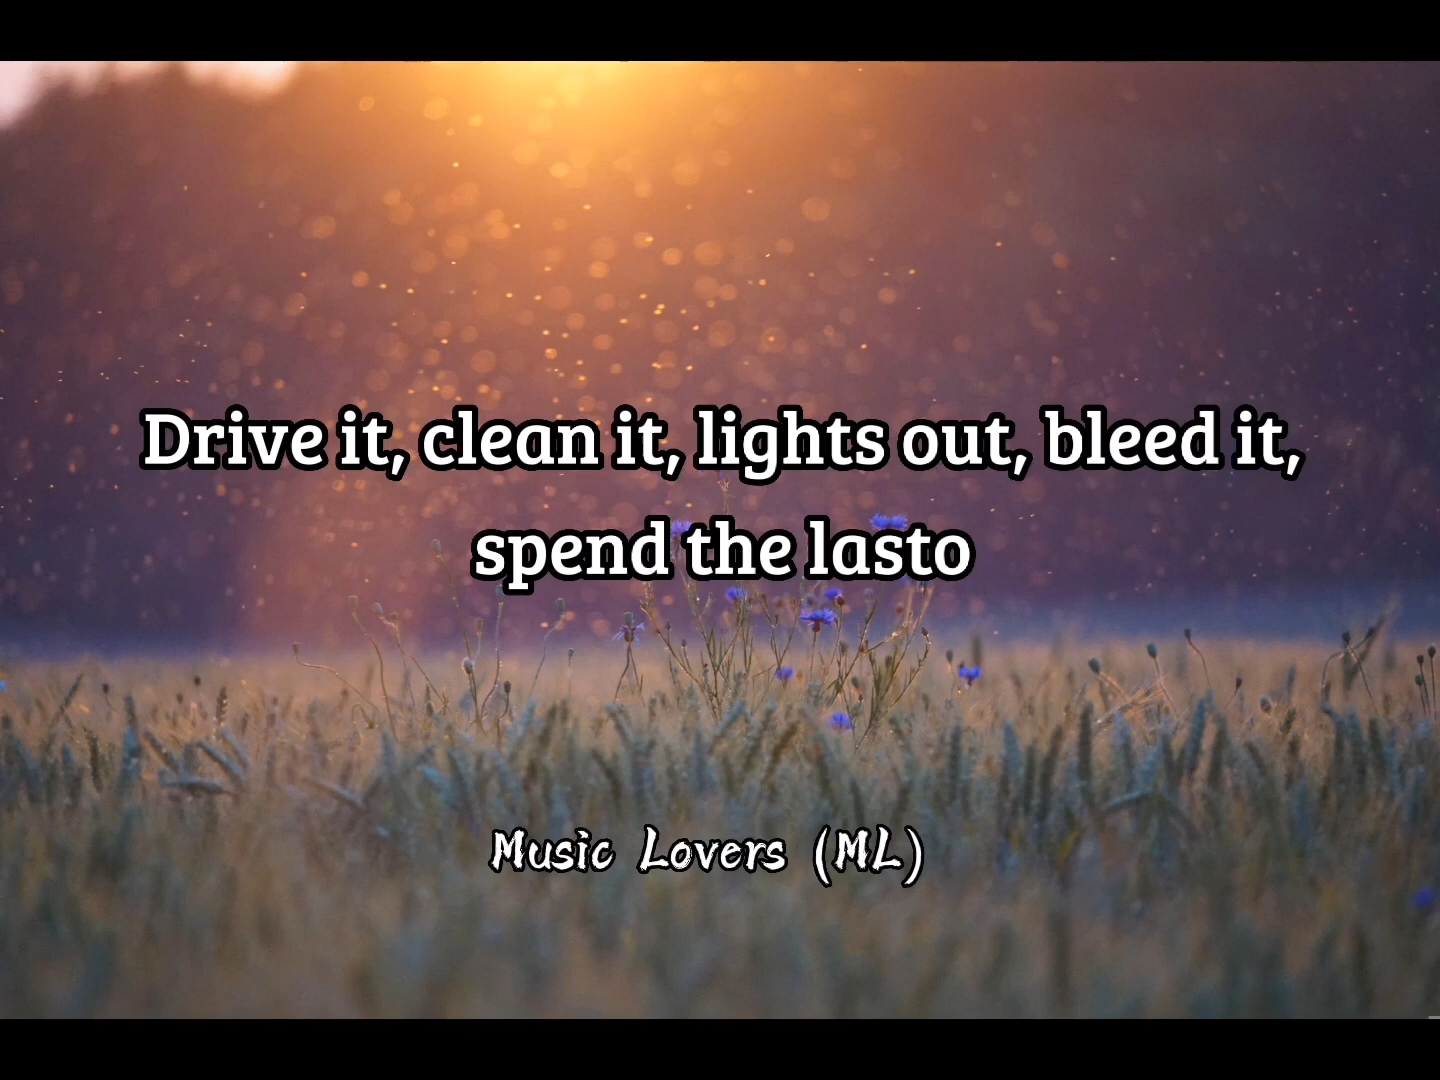 Drive it, clean it, lights out, bleed it,
spend the lasto
Music Lovers (ML)